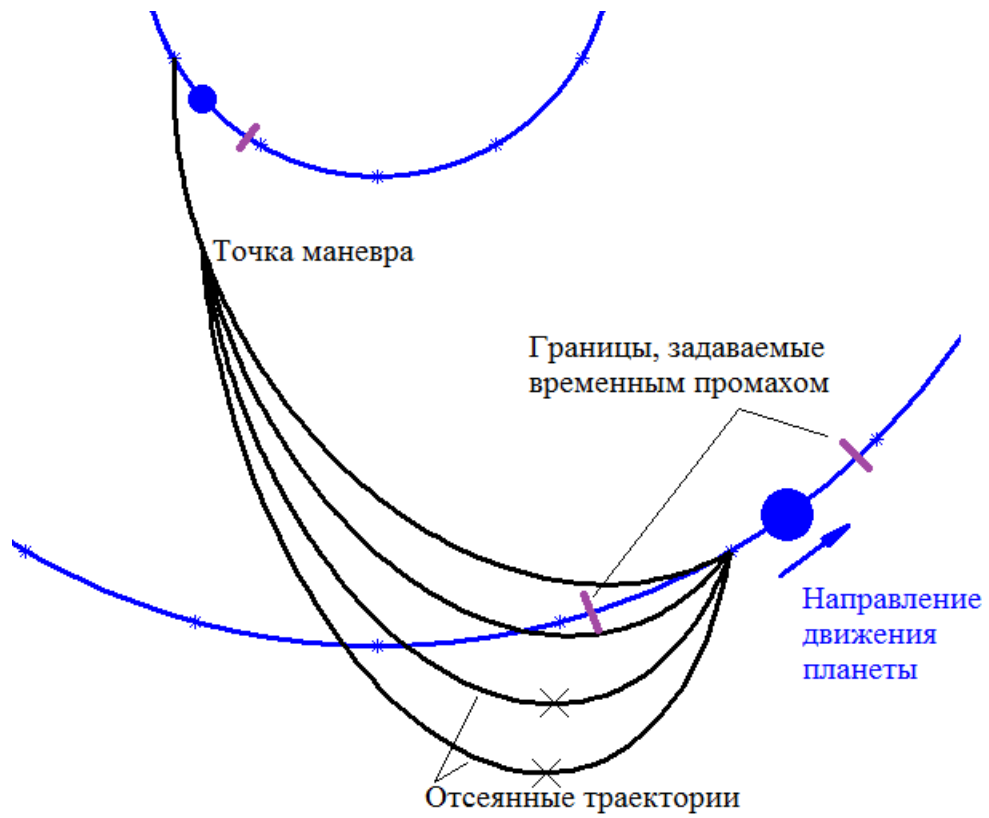 Точка маневра
Границы, задаваемые
временным промахом
Направление
движения
планеты
Отсеянные траектории